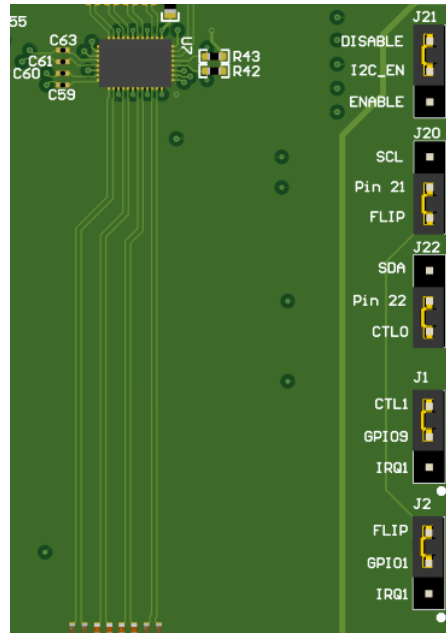 55
C63
C61
C60
C59
U7
R43
R42
J21
DISABLE
I2C_EN
ENABLE
J20
SCL
Pin 21
FLIP
J22
SDA
Pin 22
CTL0
J1
CTL1
GPIO9
IRQ1
J2
FLIP
GPIO1
IRQ1